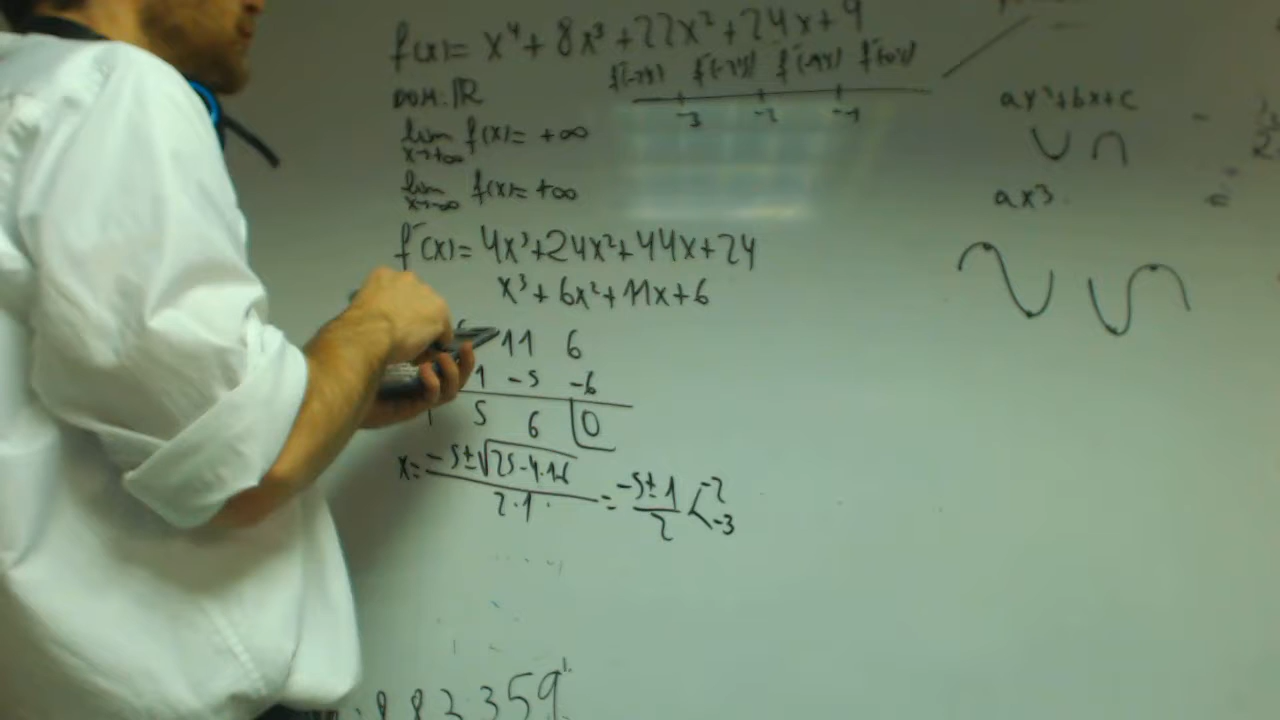 f(x)= x⁴+8x³+22x²+24x+9
DOM: ℝ
-3 -2 -1
lim f(x)= +∞
x→+∞
lim f(x)= +∞
x→-∞
f'(x)= 4x³+24x²+44x+24
x³+6x²+11x+6
11 6
1 -5 -6
1 5 6 0
x= -5±√25-4·1·6 / 2·1 = -5±1 / 2 < -2 -3
ax²+bx+c
ax³
359